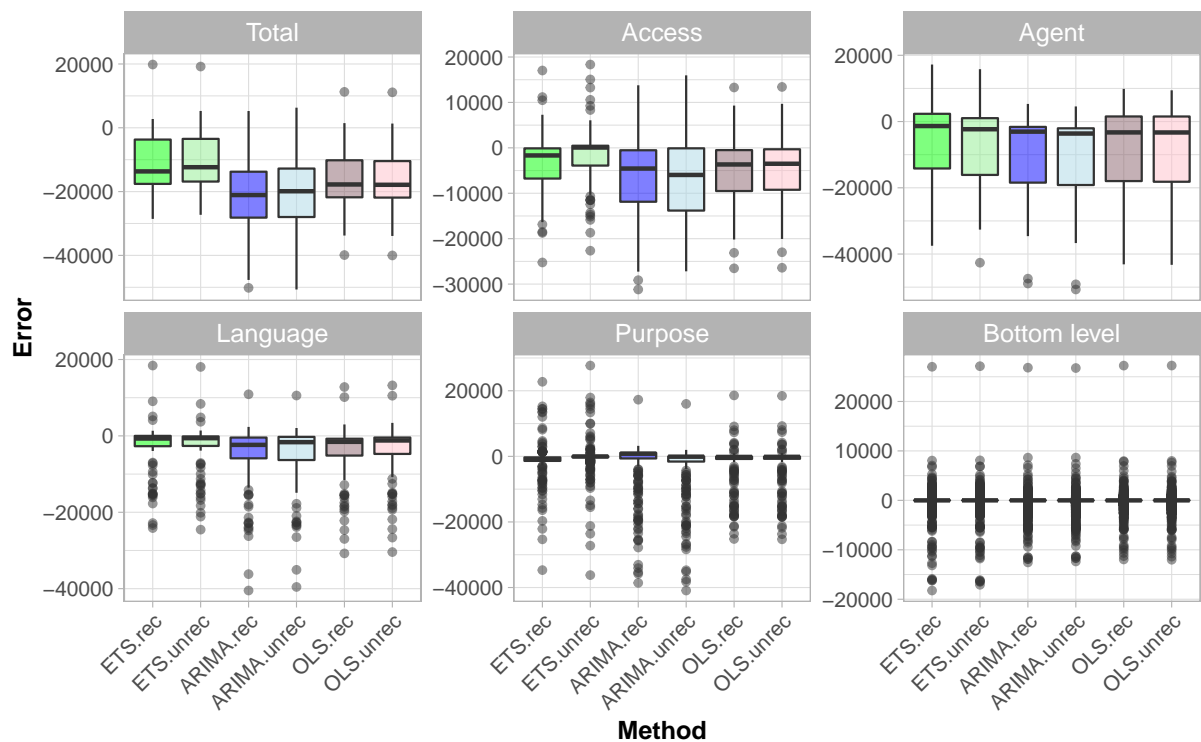 Total
Access
Agent
20000
0
−20000
−40000
20000
10000
0
−10000
−20000
−30000
20000
0
−20000
−40000
Error
Language
Purpose
Bottom level
20000
0
−20000
−40000
20000
0
−20000
−40000
20000
10000
0
−10000
−20000
ETS.rec
ETS.unrec
ARIMA.rec
ARIMA.unrec
OLS.rec
OLS.unrec
ETS.rec
ETS.unrec
ARIMA.rec
ARIMA.unrec
OLS.rec
OLS.unrec
ETS.rec
ETS.unrec
ARIMA.rec
ARIMA.unrec
OLS.rec
OLS.unrec
Method